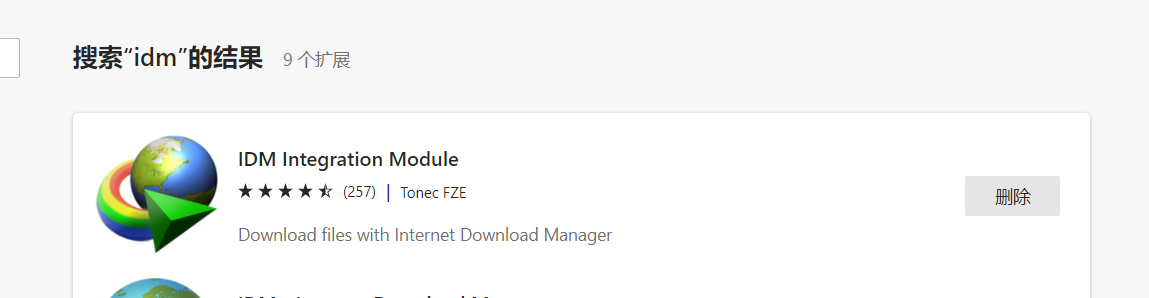 搜索“idm”的结果 9 个扩展
IDM Integration Module
(257) | Tonec FZE
删除
Download files with Internet Download Manager